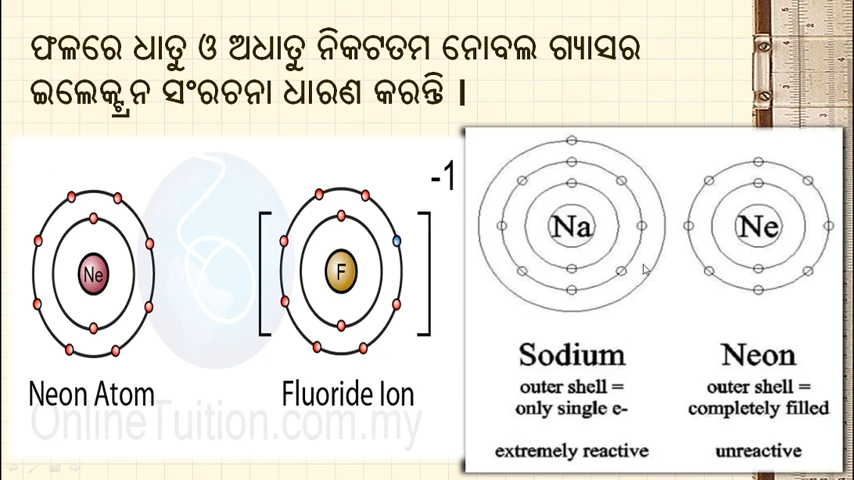 ଫଳରେ ଧାତୁ ଓ ଅଧାତୁ ନିକଟତମ ନୋବଲ ଗ୍ୟାସର
ଇଲେକ୍ଟ୍ରନ ସଂରଚନା ଧାରଣ କରନ୍ତି ।
-1
Ne
F
Neon Atom
Fluoride Ion
OnlineTuition.com.my
Na
Ne
Sodium
outer shell =
only single e-
extremely reactive
Neon
outer shell =
completely filled
unreactive